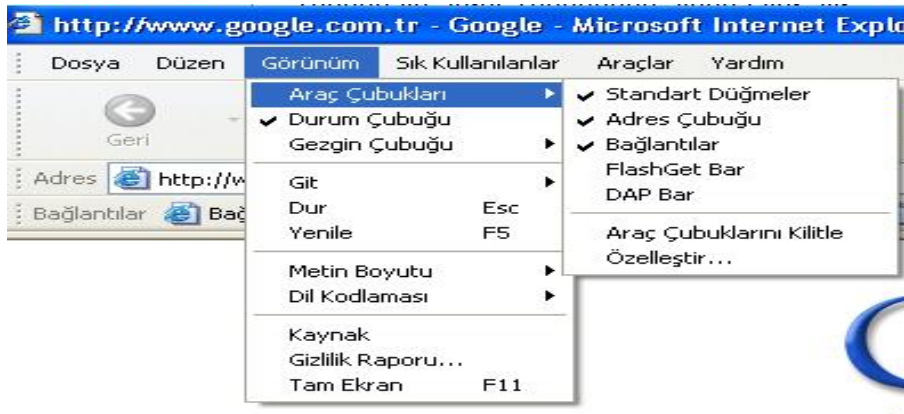 http://www.google.com.tr - Google - Microsoft Internet Explo
Dosya Düzen Görünüm Sık Kullanılanlar Araçlar Yardım
Geri
Adres http://w
Bağlantılar Bağ
Araç Çubukları
Durum Çubuğu
Gezgin Çubuğu
Git
Dur Esc
Yenile F5
Metin Boyutu
Dil Kodlaması
Kaynak
Gizlilik Raporu...
Tam Ekran F11
Standart Düğmeler
Adres Çubuğu
Bağlantılar
FlashGet Bar
DAP Bar
Araç Çubuklarını Kilitle
Özelleştir...